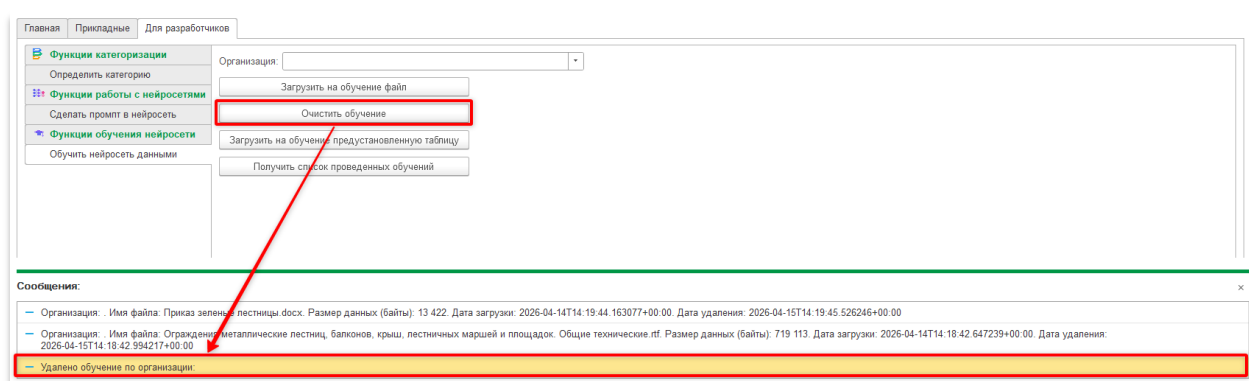 Главная Прикладные Для разработчиков
Функции категоризации
Определить категорию
Функции работы с нейросетями
Сделать промпт в нейросеть
Функции обучения нейросети
Обучить нейросеть данными
Организация:
Загрузить на обучение файл
Очистить обучение
Загрузить на обучение предустановленную таблицу
Получить список проведенных обучений
Сообщения:
Организация: . Имя файла: Приказ зеленые лестницы.docx. Размер данных (байты): 13 422. Дата загрузки: 2026-04-14T14:19:44.163077+00:00. Дата удаления: 2026-04-15T14:19:45.526246+00:00
Организация: . Имя файла: Ограждения металлические лестниц, балконов, крыш, лестничных маршей и площадок. Общие технические.rtf. Размер данных (байты): 719 113. Дата загрузки: 2026-04-14T14:18:42.647239+00:00. Дата удаления:
2026-04-15T14:18:42.994217+00:00
Удалено обучение по организации: